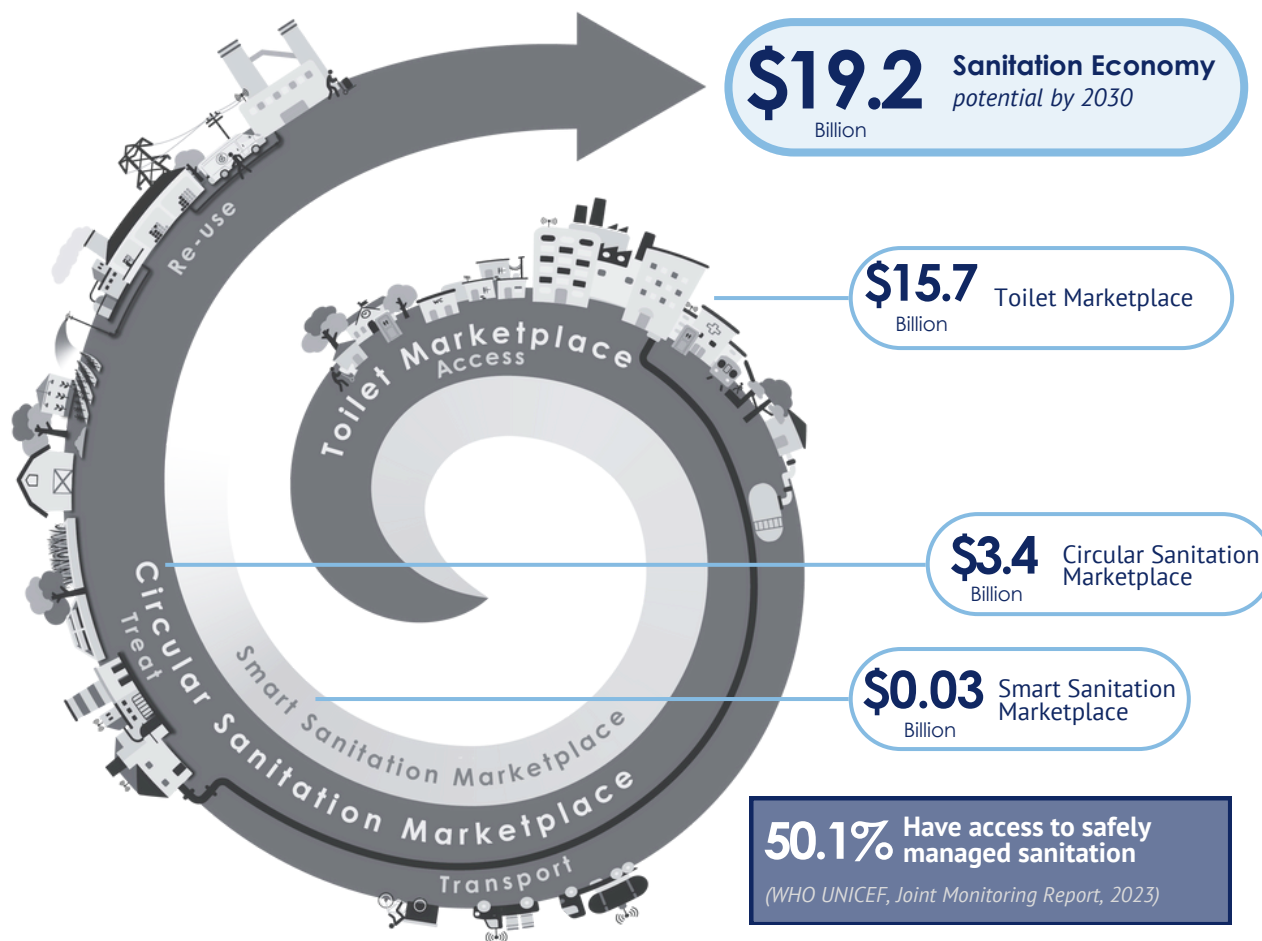 $19.2
Billion
Sanitation Economy
potential by 2030
Re-use
$15.7
Billion
Toilet Marketplace
Toilet Marketplace
Access
WC
$3.4
Billion
Circular Sanitation
Marketplace
Circular Sanitation Marketplace
Treat
$0.03
Billion
Smart Sanitation
Marketplace
Smart Sanitation Marketplace
Transport
50.1%
Have access to safely
managed sanitation
(WHO UNICEF, Joint Monitoring Report, 2023)